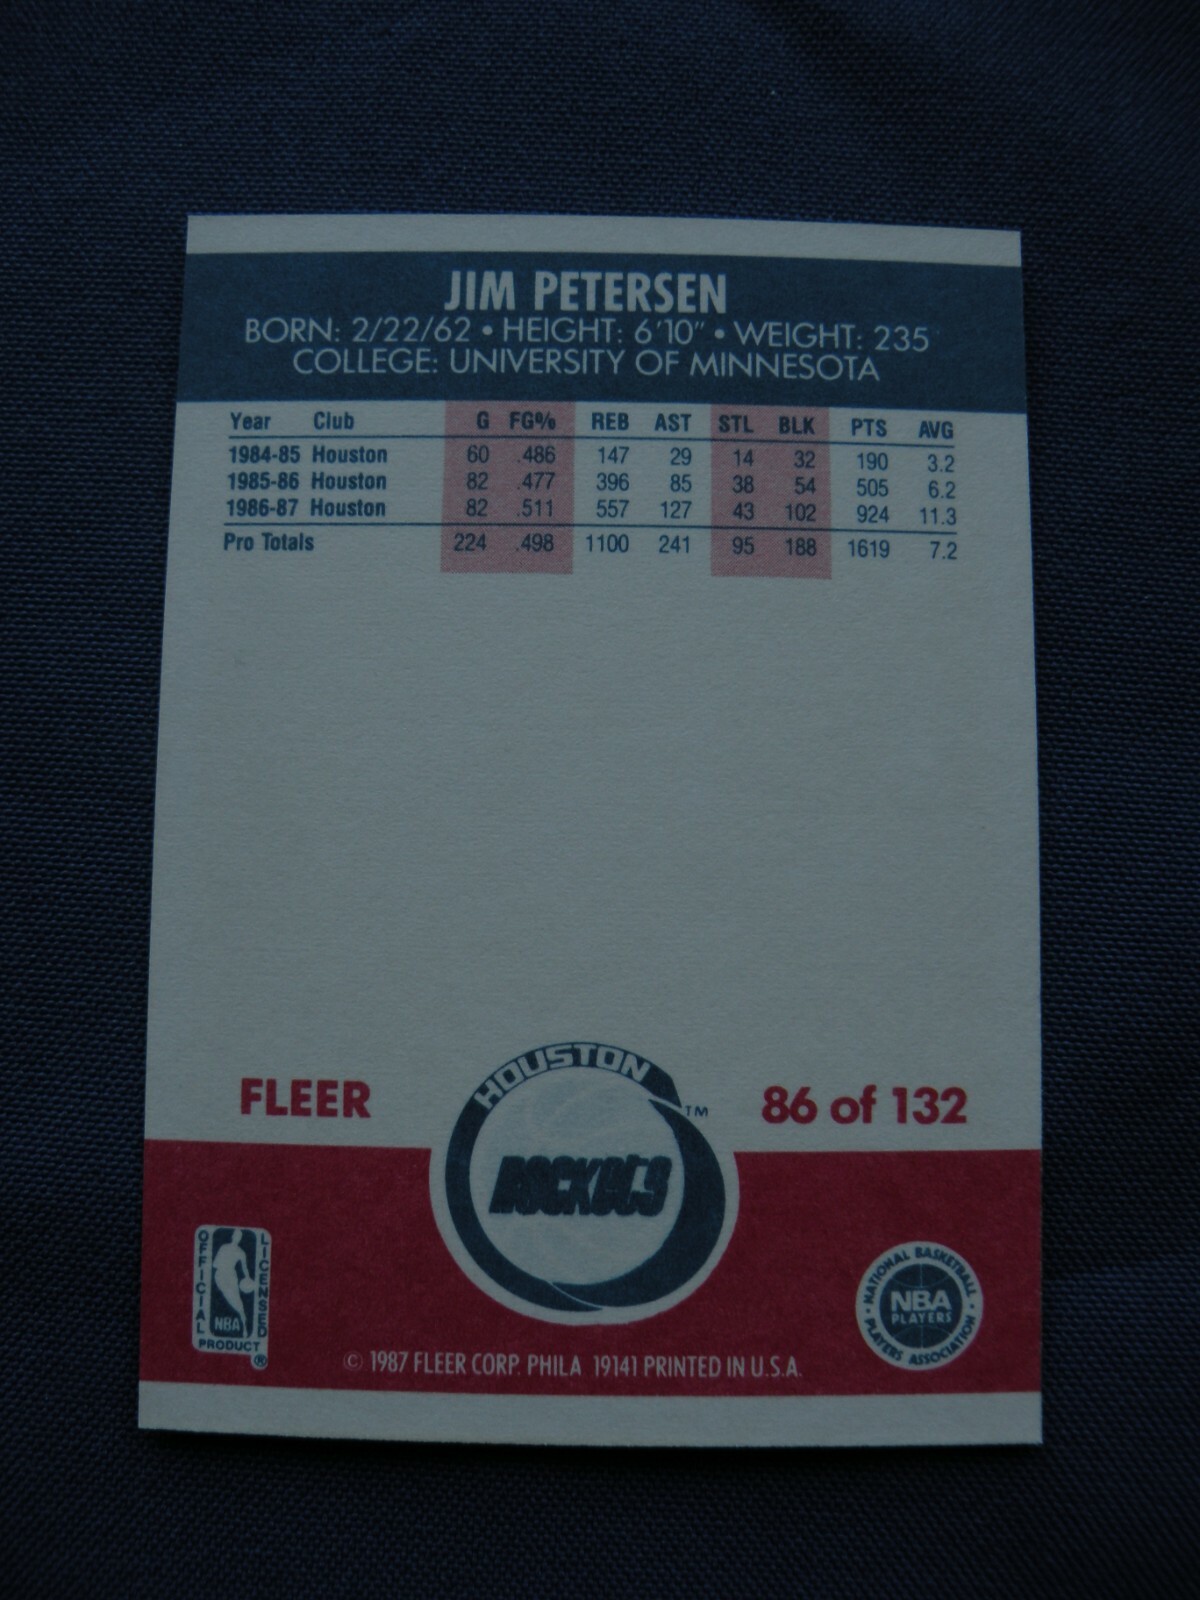 JIM PETERSEN
BORN: 2/22/62 • HEIGHT: 6'10" • WEIGHT: 235
COLLEGE: UNIVERSITY OF MINNESOTA
Year Club G FG% REB AST STL BLK PTS AVG
1984-85 Houston 60 .486 147 29 14 32 190 3.2
1985-86 Houston 82 .477 396 85 38 54 505 6.2
1986-87 Houston 82 .511 557 127 43 102 924 11.3
Pro Totals 224 .498 1100 241 95 188 1619 7.2
HOUSTON
ROCKETS
TM
FLEER
86 of 132
OFFICIAL LICENSED
NBA
PRODUCT
®
NATIONAL BASKETBALL
NBA
PLAYERS
• PLAYERS ASSOCIATION •
© 1987 FLEER CORP. PHILA 19141 PRINTED IN U.S.A.